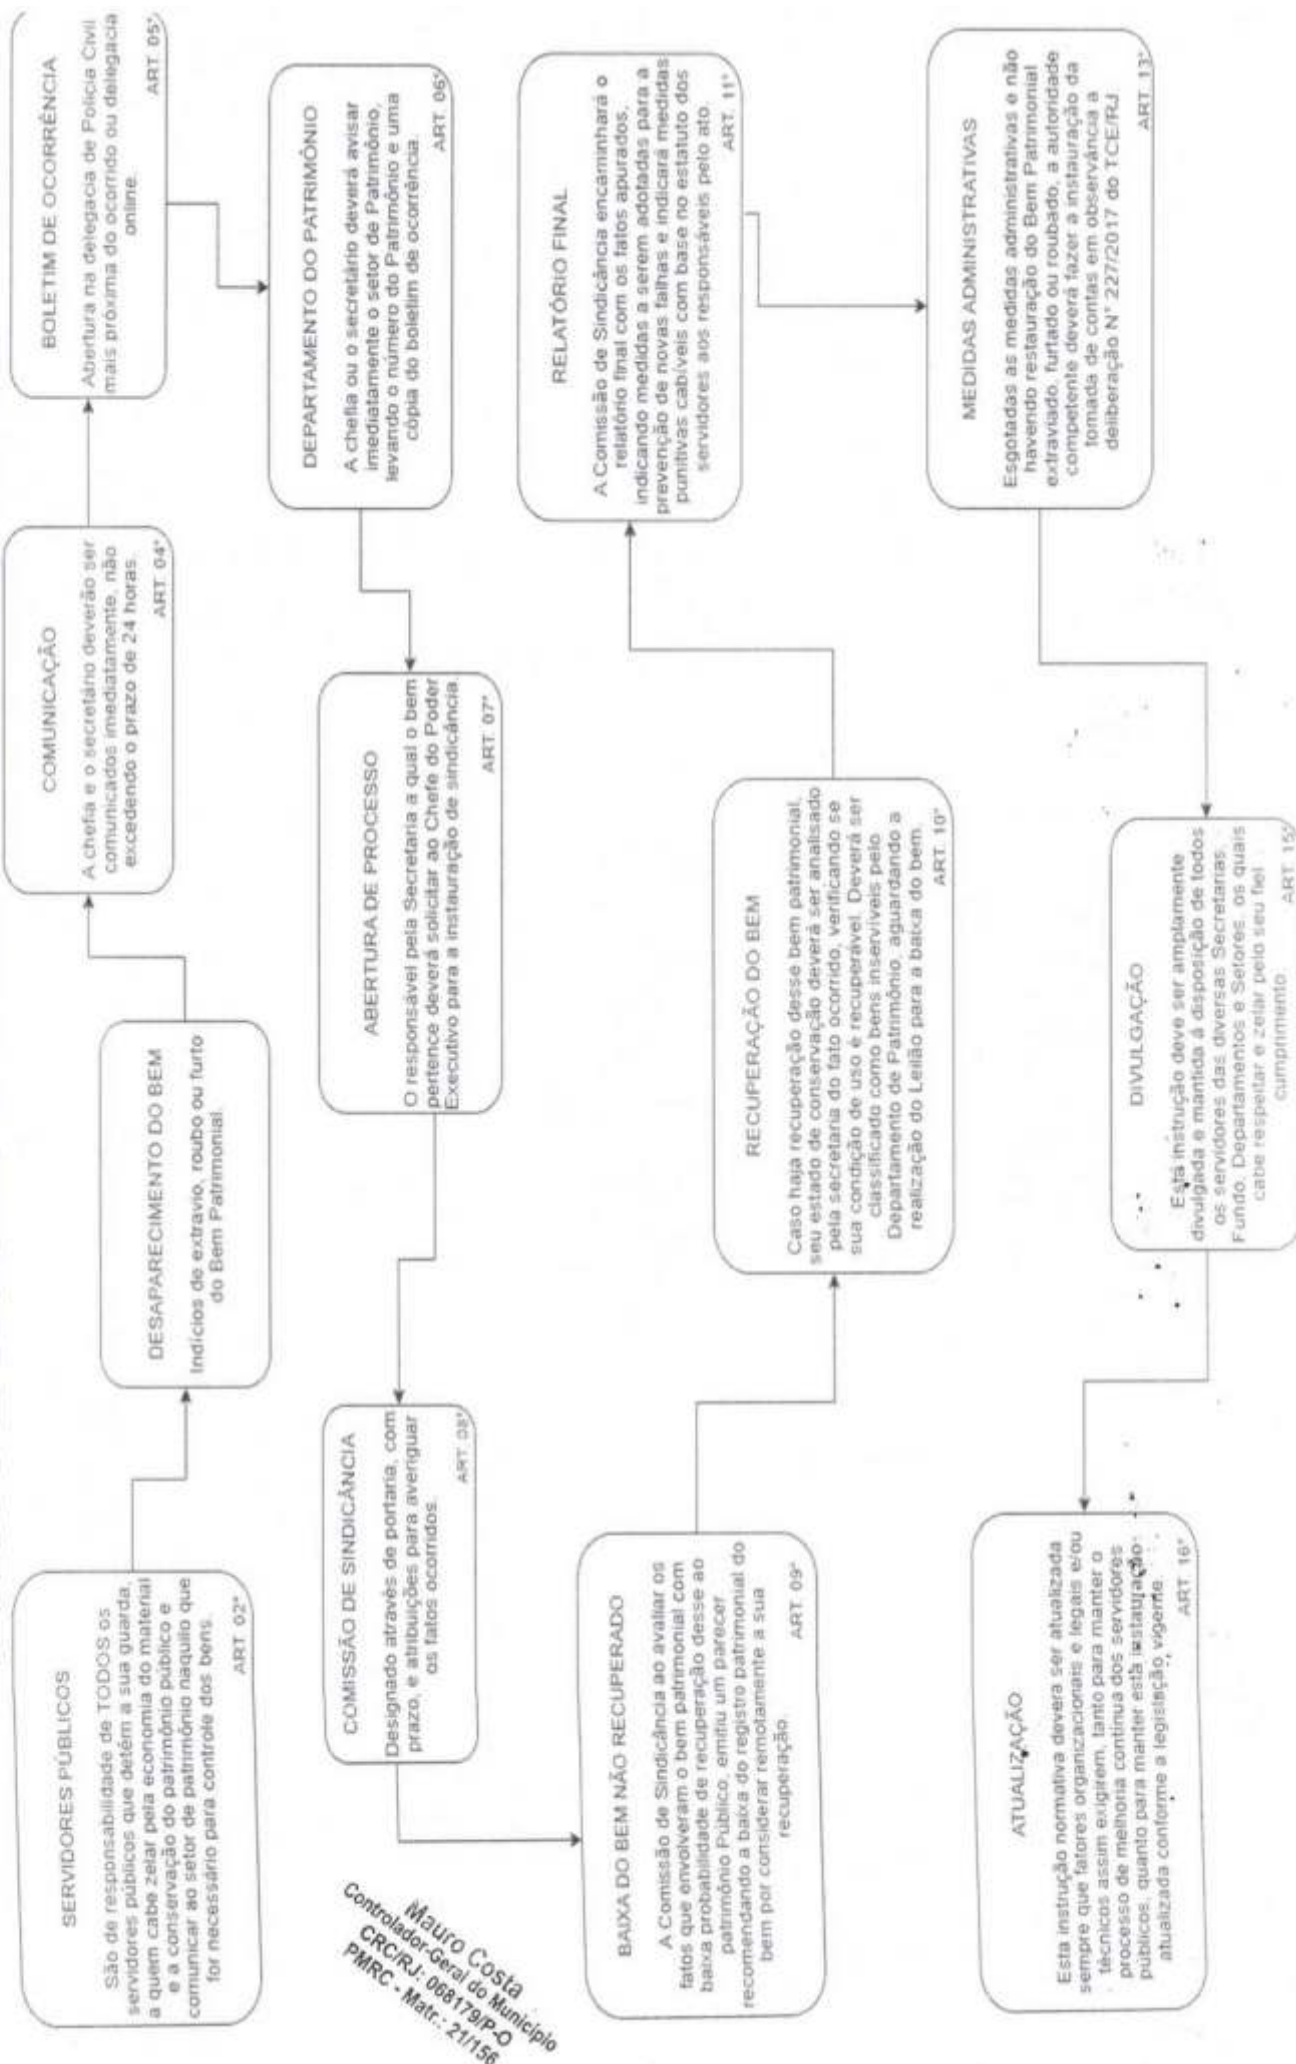 SERVIDORES PÚBLICOS
São de responsabilidade de TODOS os
servidores públicos que detêm a sua guarda,
a quem cabe zelar pela economia do material
e a conservação do patrimônio público e
comunicar ao setor de patrimônio naquilo que
for necessário para controle dos bens.
ART 02°
DESAPARECIMENTO DO BEM
Indícios de extravio, roubo ou furto
do Bem Patrimonial.
COMUNICAÇÃO
A chefia e o secretário deverão ser
comunicados imediatamente, não
excedendo o prazo de 24 horas.
ART 04°
BOLETIM DE OCORRÊNCIA
Abertura na delegacia de Policia Civil
mais próxima do ocorrido ou delegacia
online.
ART 05°
DEPARTAMENTO DO PATRIMÔNIO
A chefia ou o secretário deverá avisar
imediatamente o setor de Patrimônio,
levando o número do Patrimônio e uma
cópia do boletim de ocorrência.
ART. 06°
ABERTURA DE PROCESSO
O responsável pela Secretaria a qual o bem
pertence deverá solicitar ao Chefe do Poder
Executivo para a instauração de sindicância.
ART. 07°
COMISSÃO DE SINDICÂNCIA
Designado através de portaria, com
prazo, e atribuições para averiguar
os fatos ocorridos.
ART 08°
BAIXA DO BEM NÃO RECUPERADO
A Comissão de Sindicância ao avaliar os
fatos que envolveram o bem patrimonial com
baixa probabilidade de recuperação desse ao
patrimônio Público, emitiu um parecer
recomendando a baixa do registro patrimonial do
bem por considerar remotamente a sua
recuperação.
ART. 09°
RECUPERAÇÃO DO BEM
Caso haja recuperação desse bem patrimonial,
seu estado de conservação deverá ser analisado
pela secretaria do fato ocorrido, verificando se
sua condição de uso é recuperável. Deverá ser
classificado como bens inservíveis pelo
Departamento de Patrimônio, aguardando a
realização do Leilão para a baixa do bem.
ART. 10°
RELATÓRIO FINAL
A Comissão de Sindicância encaminhará o
relatório final com os fatos apurados,
indicando medidas a serem adotadas para a
prevenção de novas falhas e indicará medidas
punitivas cabíveis com base no estatuto dos
servidores aos responsáveis pelo ato.
ART. 11°
MEDIDAS ADMINISTRATIVAS
Esgotadas as medidas administrativas e não
havendo restauração do Bem Patrimonial
extraviado, furtado ou roubado, a autoridade
competente deverá fazer a instauração da
tomada de contas em observância a
deliberação N° 227/2017 do TCE/RJ
ART. 13°
DIVULGAÇÃO
Esta instrução deve ser amplamente
divulgada e mantida á disposição de todos
os servidores das diversas Secretarias,
Fundo, Departamentos e Setores, os quais
cabe respeitar e zelar pelo seu fiel
cumprimento.
ART. 15°
ATUALIZAÇÃO
Esta instrução normativa devera ser atualizada
sempre que fatores organizacionais e legais e/ou
técnicos assim exigirem, tanto para manter o
processo de melhoria contínua dos servidores
públicos, quanto para manter está instauração
atualizada conforme a legislação vigente.
ART. 16°
Mauro Costa
Controlador-Geral do Município
CRC/RJ: 068179/P-O
PMRC - Matr.: 21/156